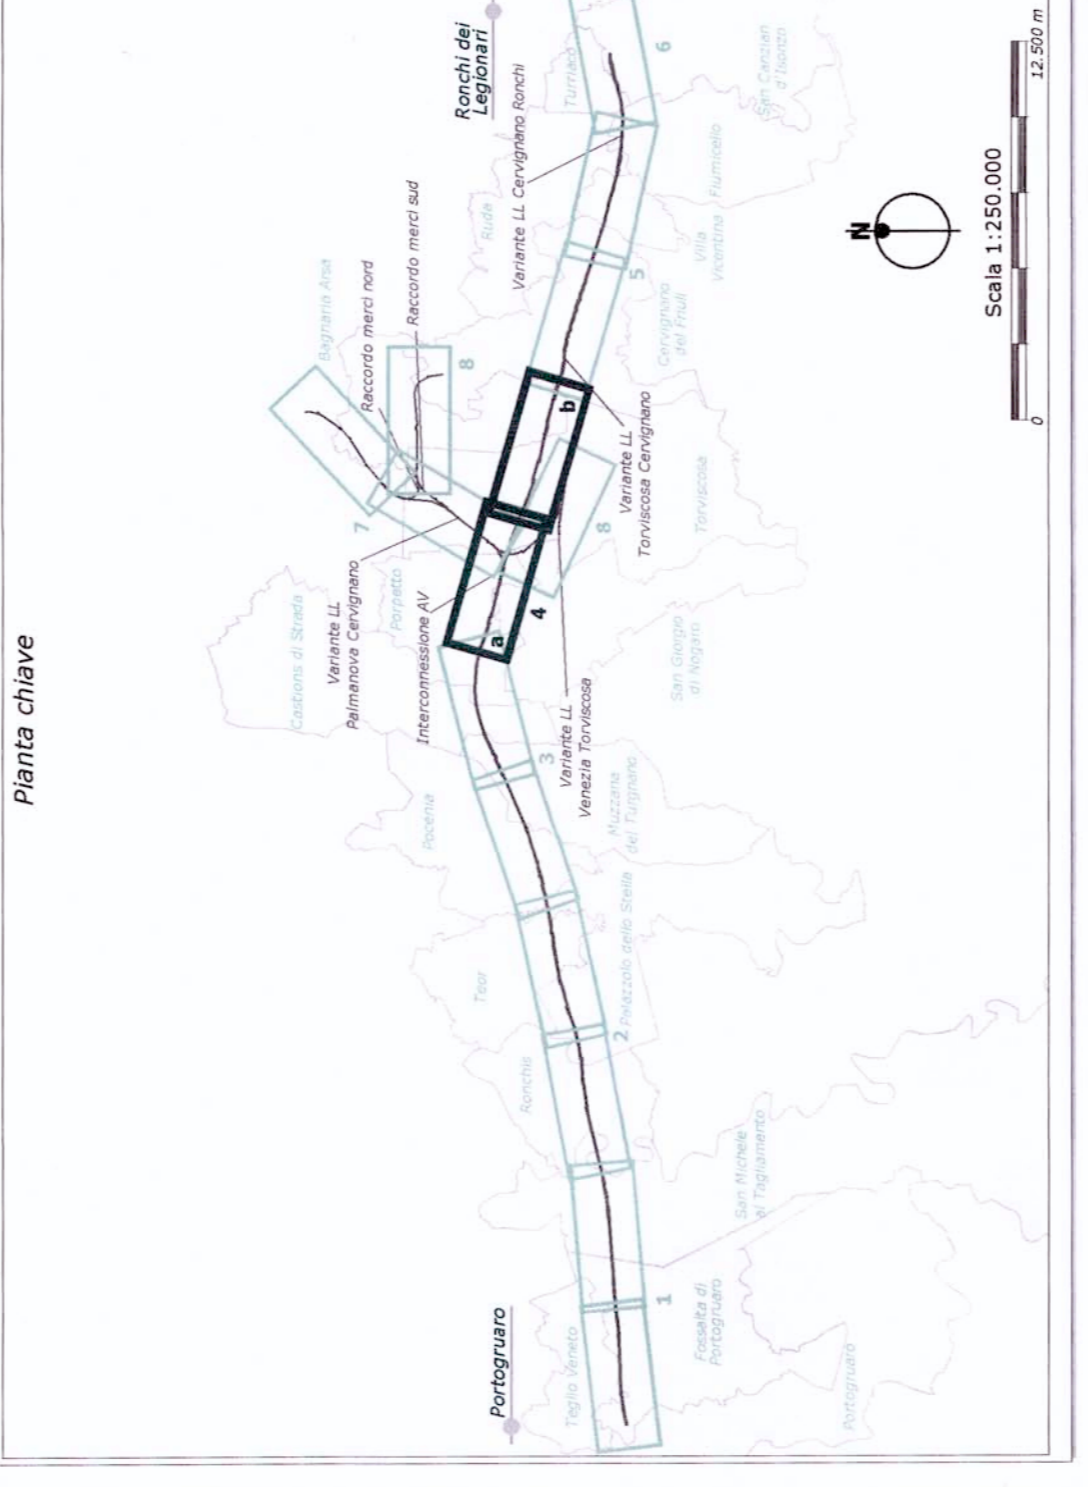 Pianta chiave
Ronchi dei
Legionari
Turriaco
6
San Canzian
d'Isonzo
Variante LL Cervignano Ronchi
Fiumicello
Ruda
Villa
Vicentina
5
Cervignano
del Friuli
Bagnaria Arsa
Raccordo merci nord
Raccordo merci sud
8
7
b
Variante LL
Torviscosa Cervignano
Torviscosa
8
Castions di Strada
Variante LL
Palmanova Cervignano
Porpetto
Interconnessione AV
4
a
San Giorgio
di Nogaro
Variante LL
Venezia Torviscosa
3
Muzzana
del Turgnano
Pocenia
Palazzolo dello Stella
2
Teor
Ronchis
San Michele
al Tagliamento
1
Fossalta di
Portogruaro
Teglio Veneto
Portogruaro
Portogruaro
N
Scala 1:250.000
0
12.500 m